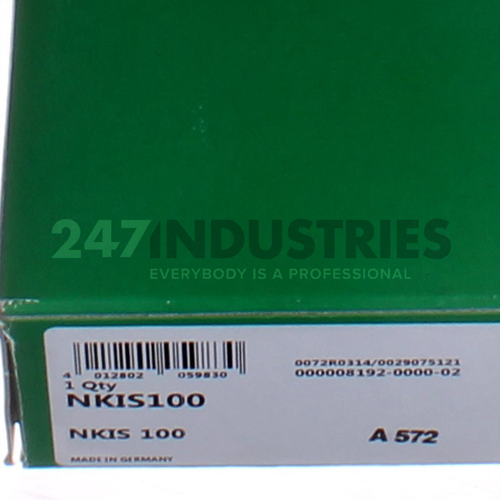 247INDUSTRIES
EVERYBODY IS A PROFESSIONAL
4 012802 059830
1 Qty
NKIS100
NKIS 100
MADE IN GERMANY
0072R0314/0029075121
000008192-0000-02
A 572